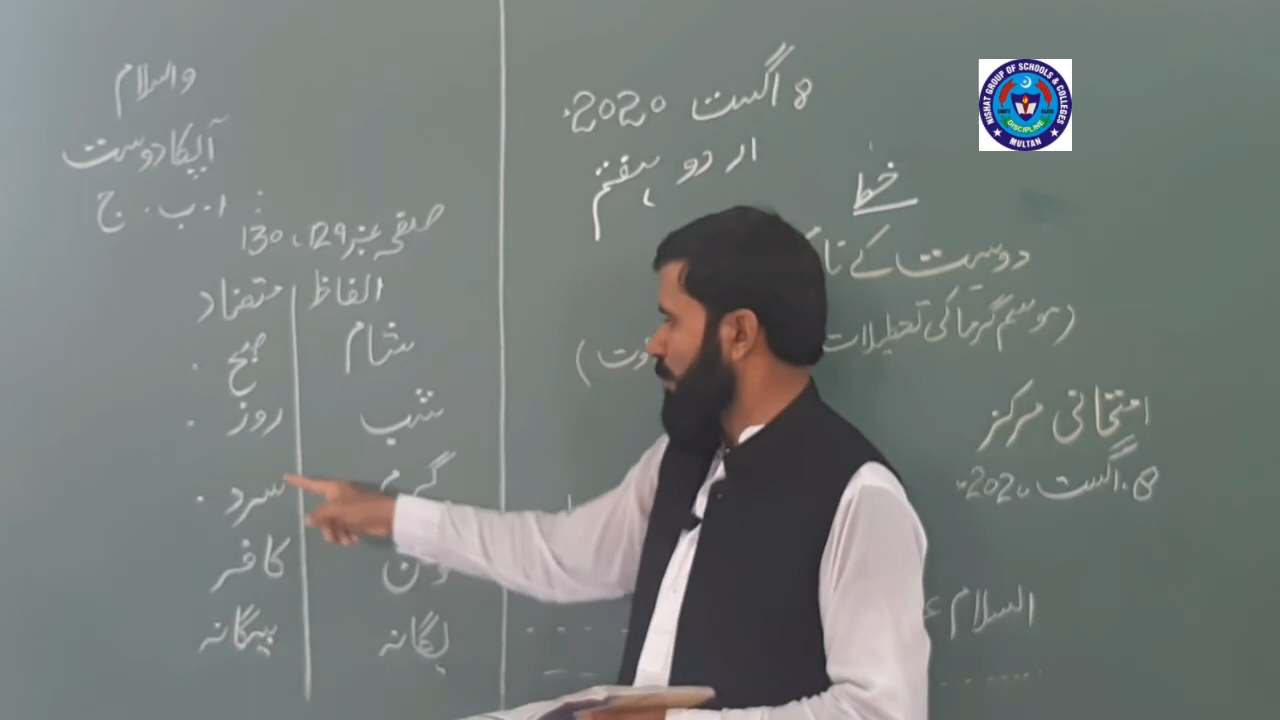 8 اگست 2020ء
اردو ہفتم
خط
دوست کے نام
(موسم گرما کی تعطیلات
امتحانی مرکز
8 اگست 2020ء
السلام
والسلام
آپکا دوست
ا۔ب۔ج
صفحہ نمبر 129، 130
الفاظ متضاد
شام صبح
شب روز
گرم سرد
کافر
یگانہ بیگانہ
NISHAT GROUP OF SCHOOLS & COLLEGES
DISCIPLINE
MULTAN